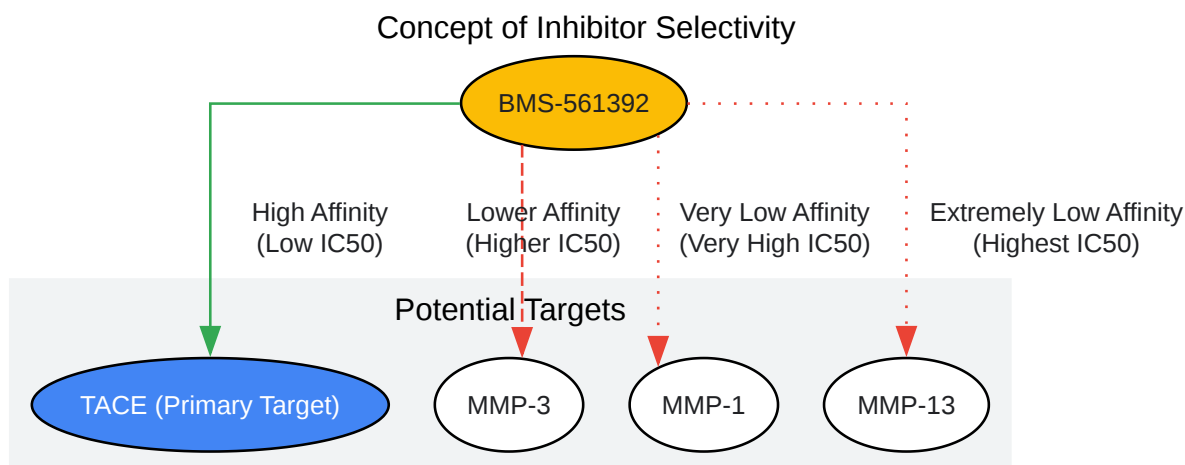 Concept of Inhibitor Selectivity
BMS-561392
High Affinity
(Low IC50)
Lower Affinity
(Higher IC50)
Very Low Affinity
(Very High IC50)
Extremely Low Affinity
(Highest IC50)
Potential Targets
TACE (Primary Target)
MMP-3
MMP-1
MMP-13